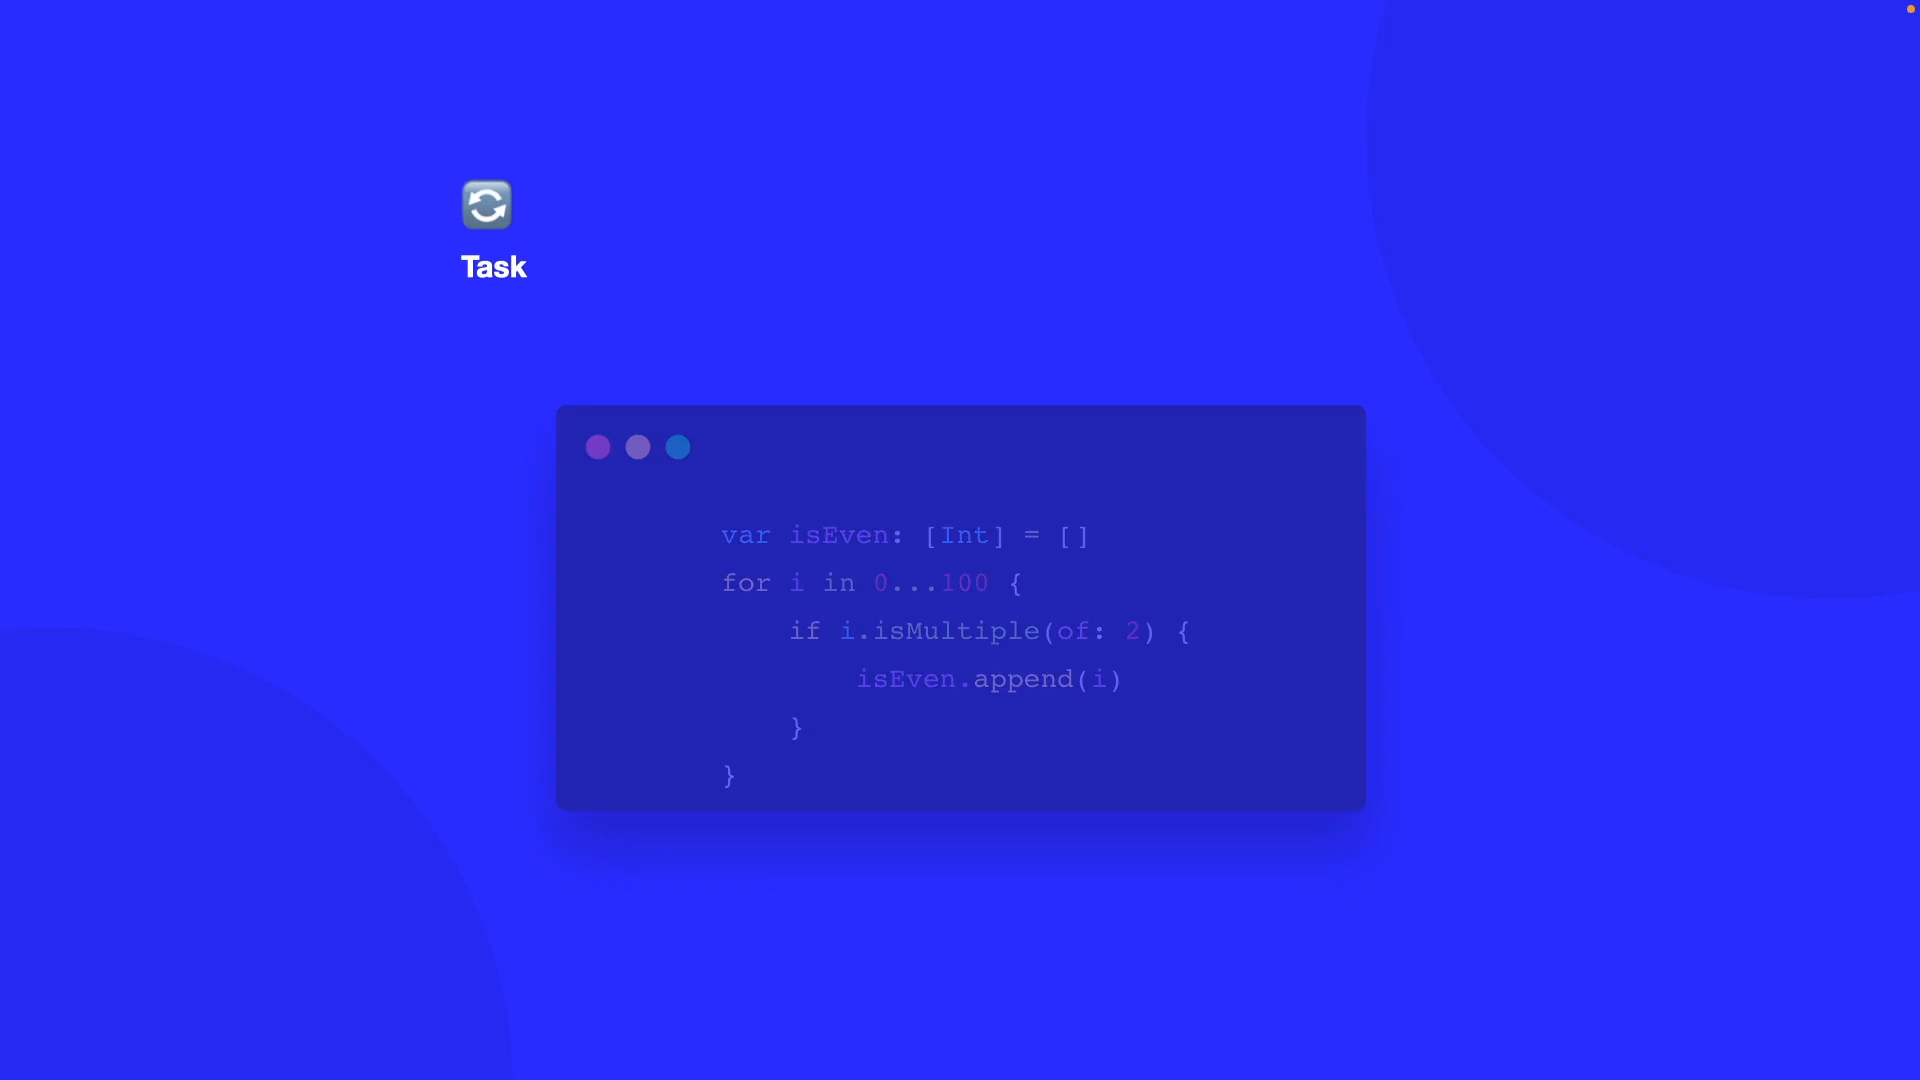 Task
var isEven: [Int] = []
for i in 0...100 {
    if i.isMultiple(of: 2) {
        isEven.append(i)
    }
}